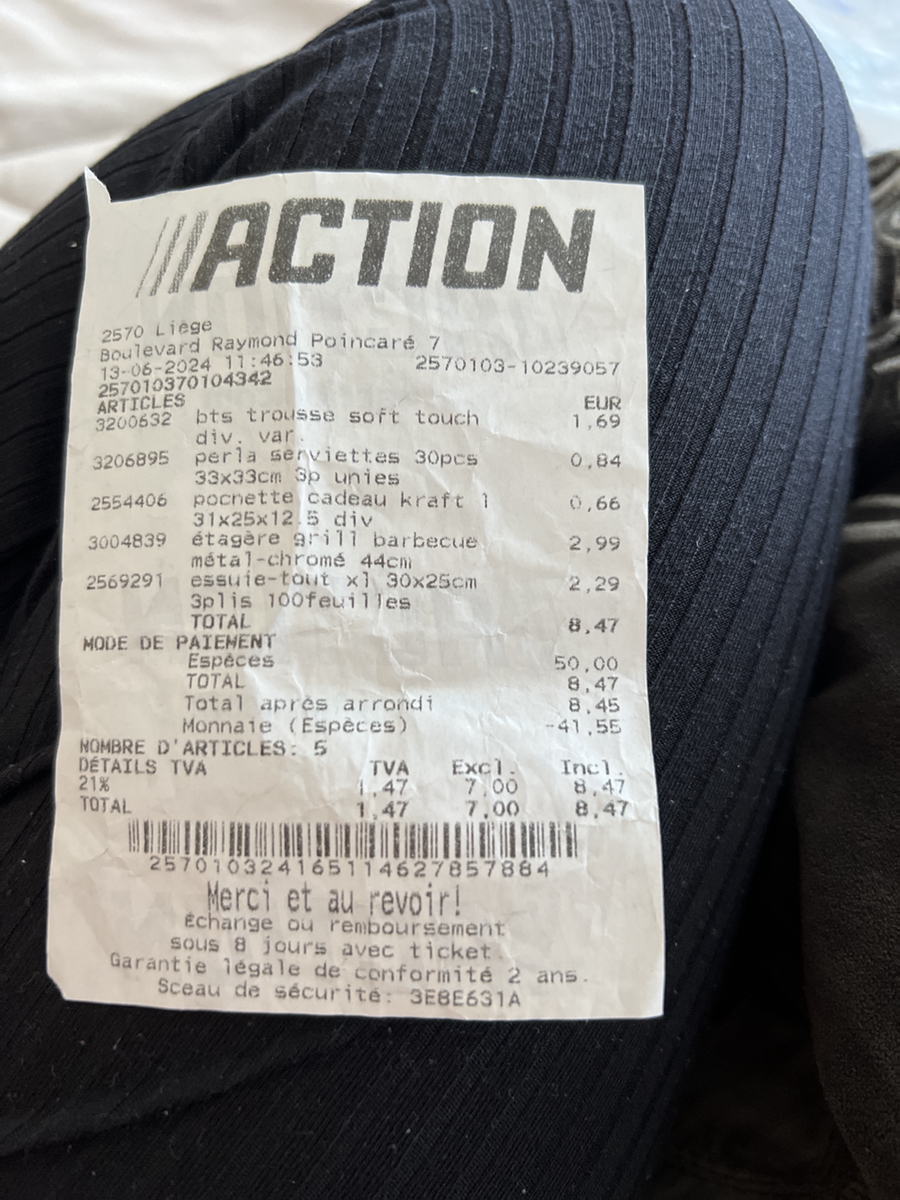 ACTION
2570 Liège
Boulevard Raymond Poincaré 7
13-06-2024 11:46:53 2570103-10239057
257010370104342
ARTICLES EUR
3200632 bts trousse soft touch 1,69
div. var.
3206895 perla serviettes 30pcs 0,84
33x33cm 3p unies
2554406 pochette cadeau kraft l 0,66
31x25x12.5 div
3004839 étagère grill barbecue 2,99
métal-chromé 44cm
2569291 essuie-tout xl 30x25cm 2,29
3plis 100feuilles
TOTAL 8,47
MODE DE PAIEMENT
Espèces 50,00
TOTAL 8,47
Total après arrondi 8,45
Monnaie (Espèces) -41,55
NOMBRE D'ARTICLES: 5
DÉTAILS TVA TVA Excl. Incl.
21% 1,47 7,00 8,47
TOTAL 1,47 7,00 8,47
2570103241651146278578​84
Merci et au revoir!
Échange ou remboursement
sous 8 jours avec ticket.
Garantie légale de conformité 2 ans.
Sceau de sécurité: 3E8E631A